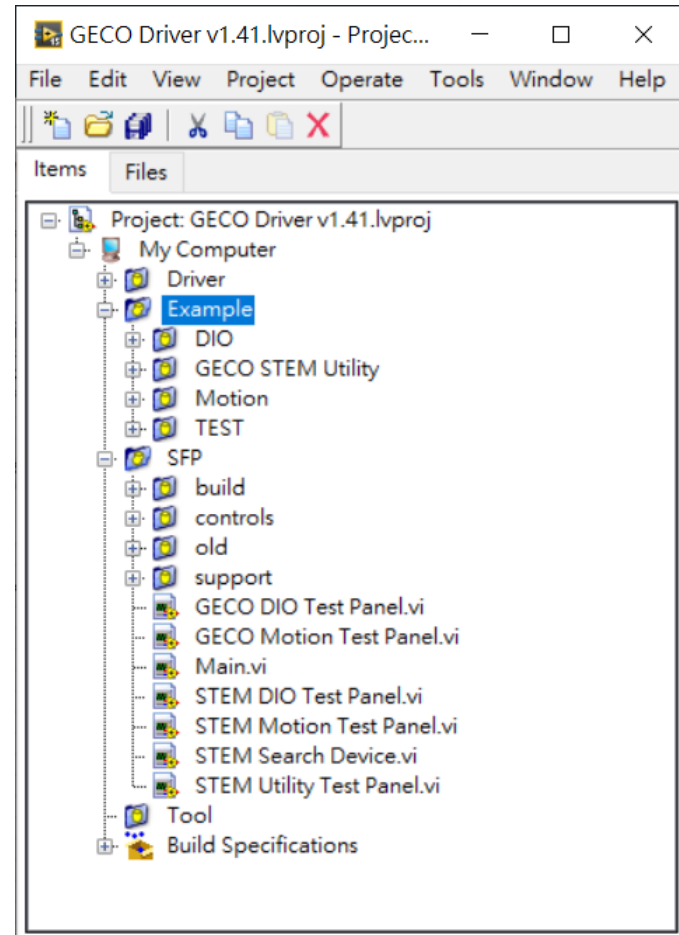 GECO Driver v1.41.lvproj - Projec...
File Edit View Project Operate Tools Window Help
Items Files
Project: GECO Driver v1.41.lvproj
My Computer
Driver
Example
DIO
GECO STEM Utility
Motion
TEST
SFP
build
controls
old
support
GECO DIO Test Panel.vi
GECO Motion Test Panel.vi
Main.vi
STEM DIO Test Panel.vi
STEM Motion Test Panel.vi
STEM Search Device.vi
STEM Utility Test Panel.vi
Tool
Build Specifications